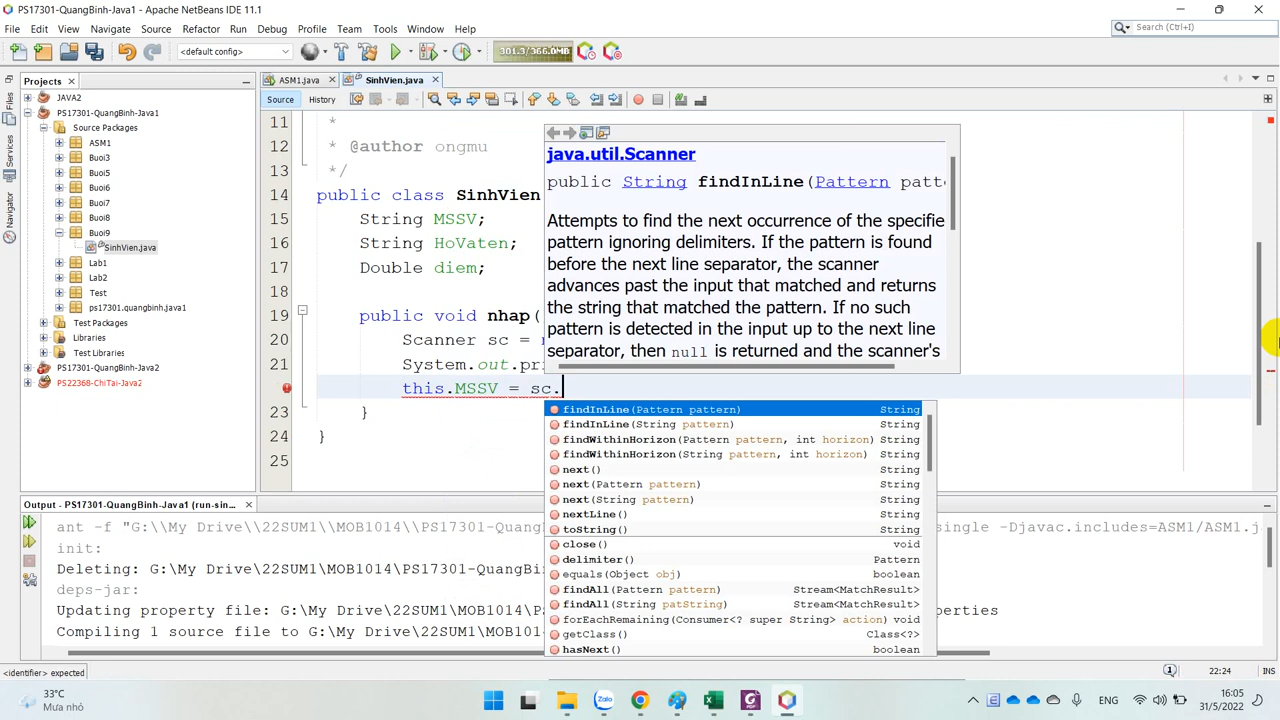 PS17301-QuangBinh-Java1 - Apache NetBeans IDE 11.1
File Edit View Navigate Source Refactor Run Debug Profile Team Tools Window Help
Search (Ctrl+I)
<default config>
301.3/366.0MB
Projects
ASM1.java
SinhVien.java
Source
History
Files
Services
Navigator
JAVA2
PS17301-QuangBinh-Java1
Source Packages
ASM1
Buoi3
Buoi5
Buoi6
Buoi7
Buoi8
Buoi9
SinhVien.java
Lab1
Lab2
Test
ps17301.quangbinh.java1
Test Packages
Libraries
Test Libraries
PS17301-QuangBinh-Java2
PS22368-ChiTai-Java2
11 *
12 * @author ongmu
13 */
14 public class SinhVien
15 String MSSV;
16 String HoVaten;
17 Double diem;
18
19 public void nhap(
20 Scanner sc =
21 System.out.pri
this.MSSV = sc.
23 }
24 }
25
java.util.Scanner
public String findInLine(Pattern patt
Attempts to find the next occurrence of the specifie
pattern ignoring delimiters. If the pattern is found
before the next line separator, the scanner
advances past the input that matched and returns
the string that matched the pattern. If no such
pattern is detected in the input up to the next line
separator, then null is returned and the scanner's
findInLine(Pattern pattern) String
findInLine(String pattern) String
findWithinHorizon(Pattern pattern, int horizon) String
findWithinHorizon(String pattern, int horizon) String
next() String
next(Pattern pattern) String
next(String pattern) String
nextLine() String
toString() String
close() void
delimiter() Pattern
equals(Object obj) boolean
findAll(Pattern pattern) Stream<MatchResult>
findAll(String patString) Stream<MatchResult>
forEachRemaining(Consumer<? super String> action) void
getClass() Class<?>
hasNext() boolean
Output - PS17301-QuangBinh-Java1 (run-sin...
ant -f "G:\\My Drive\\22SUM1\\MOB1014\\PS17301-Quang single -Djavac.includes=ASM1/ASM1.j
init:
Deleting: G:\My Drive\22SUM1\MOB1014\PS17301-QuangBin
deps-jar:
Updating property file: G:\My Drive\22SUM1\MOB1014\PS operties
Compiling 1 source file to G:\My Drive\22SUM1\MOB101
<identifier> expected
1
22:24
INS
33°C
Mưa nhỏ
Zalo
ENG
16:05
31/5/2022